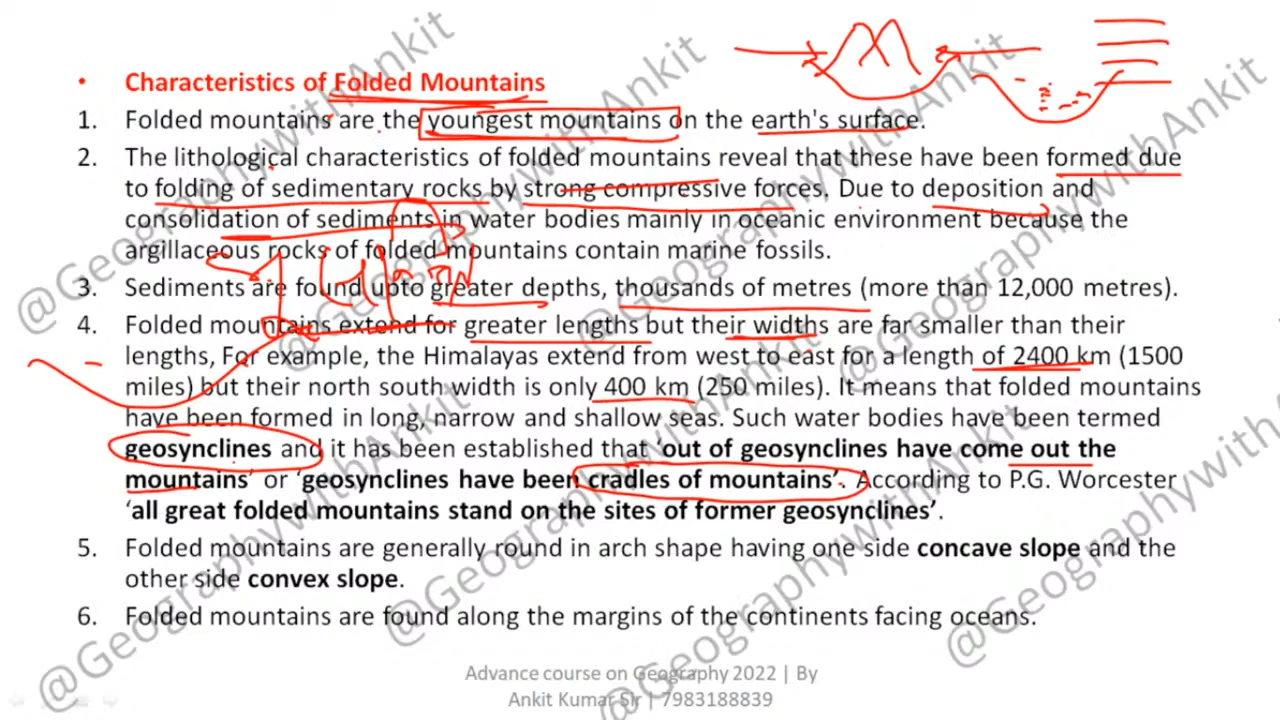 • Characteristics of Folded Mountains
1. Folded mountains are the youngest mountains on the earth's surface.
2. The lithological characteristics of folded mountains reveal that these have been formed due
to folding of sedimentary rocks by strong compressive forces. Due to deposition and
consolidation of sediments in water bodies mainly in oceanic environment because the
argillaceous rocks of folded mountains contain marine fossils.
3. Sediments are found upto greater depths, thousands of metres (more than 12,000 metres).
4. Folded mountains extend for greater lengths but their widths are far smaller than their
lengths, For example, the Himalayas extend from west to east for a length of 2400 km (1500
miles) but their north south width is only 400 km (250 miles). It means that folded mountains
have been formed in long, narrow and shallow seas. Such water bodies have been termed
geosynclines and it has been established that 'out of geosynclines have come out the
mountains' or 'geosynclines have been cradles of mountains'. According to P.G. Worcester
'all great folded mountains stand on the sites of former geosynclines'.
5. Folded mountains are generally round in arch shape having one side concave slope and the
other side convex slope.
6. Folded mountains are found along the margins of the continents facing oceans.
Advance course on Geography 2022 | By
Ankit Kumar Sir | 7983188839
@GeographywithAnkit
@GeographywithAnkit
@GeographywithAnkit
@GeographywithAnkit
@GeographywithAnkit
@GeographywithAnkit
@GeographywithAnkit